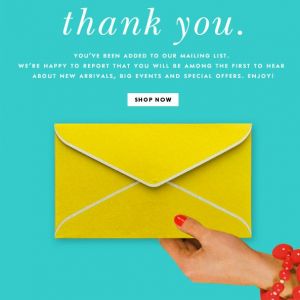 thank you.
YOU'VE BEEN ADDED TO OUR MAILING LIST.
WE'RE HAPPY TO REPORT THAT YOU WILL BE AMONG THE FIRST TO HEAR
ABOUT NEW ARRIVALS, BIG EVENTS AND SPECIAL OFFERS. ENJOY!
SHOP NOW